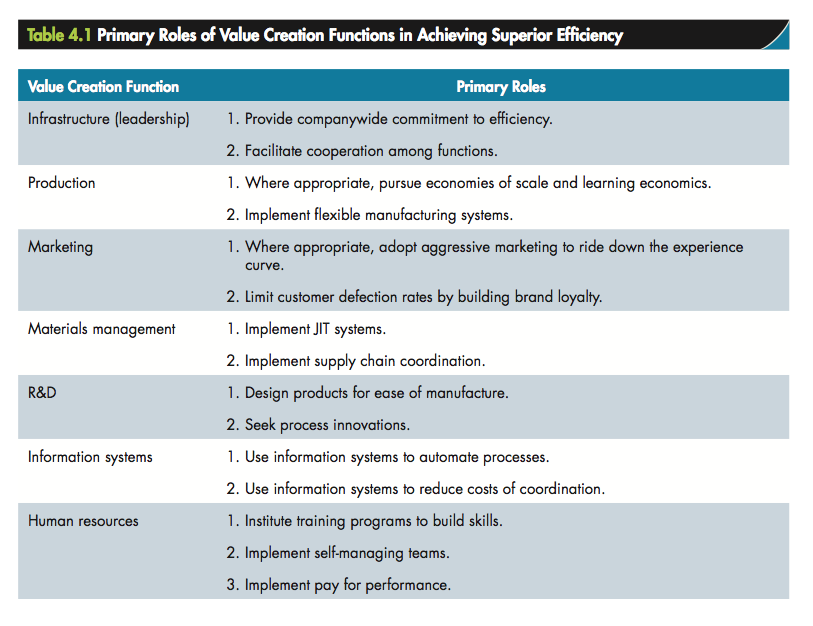 Table 4.1 Primary Roles of Value Creation Functions in Achieving Superior Efficiency
Value Creation Function Primary Roles
Infrastructure (leadership) 1. Provide companywide commitment to efficiency.
2. Facilitate cooperation among functions.
Production 1. Where appropriate, pursue economies of scale and learning economics.
2. Implement flexible manufacturing systems.
Marketing 1. Where appropriate, adopt aggressive marketing to ride down the experience
curve.
2. Limit customer defection rates by building brand loyalty.
Materials management 1. Implement JIT systems.
2. Implement supply chain coordination.
R&D 1. Design products for ease of manufacture.
2. Seek process innovations.
Information systems 1. Use information systems to automate processes.
2. Use information systems to reduce costs of coordination.
Human resources 1. Institute training programs to build skills.
2. Implement self-managing teams.
3. Implement pay for performance.